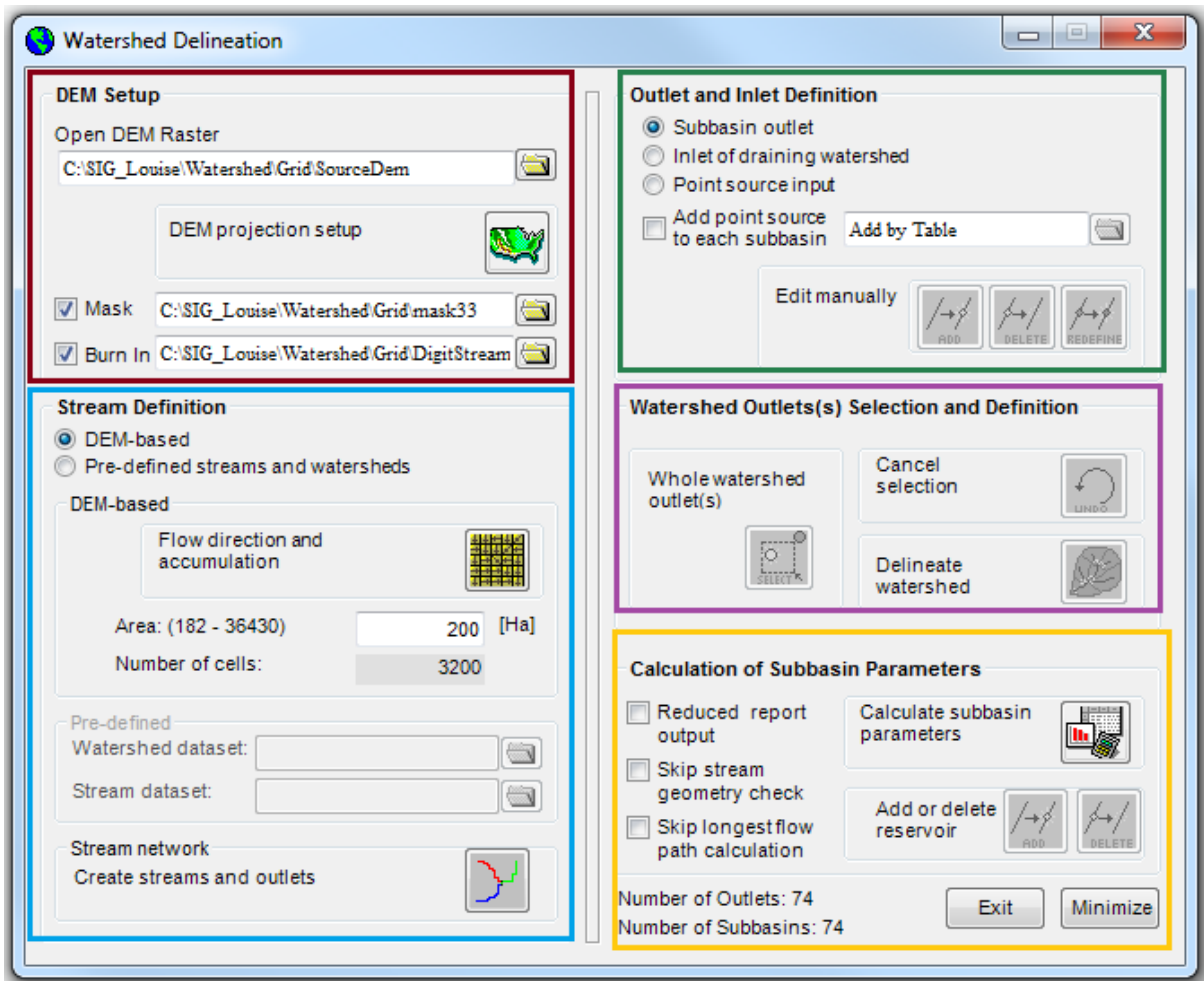 Watershed Delineation
DEM Setup
Open DEM Raster
C:\SIG_Louise\Watershed\Grid\SourceDem
DEM projection setup
Mask C:\SIG_Louise\Watershed\Grid\mask33
Burn In C:\SIG_Louise\Watershed\Grid\DigitStream
Stream Definition
DEM-based
Pre-defined streams and watersheds
DEM-based
Flow direction and
accumulation
Area: (182 - 36430) 200 [Ha]
Number of cells: 3200
Pre-defined
Watershed dataset:
Stream dataset:
Stream network
Create streams and outlets
Outlet and Inlet Definition
Subbasin outlet
Inlet of draining watershed
Point source input
Add point source
to each subbasin Add by Table
Edit manually
ADD DELETE REDEFINE
Watershed Outlets(s) Selection and Definition
Whole watershed
outlet(s)
SELECT
Cancel
selection
UNDO
Delineate
watershed
Calculation of Subbasin Parameters
Reduced report
output
Skip stream
geometry check
Skip longest flow
path calculation
Calculate subbasin
parameters
Add or delete
reservoir
ADD DELETE
Number of Outlets: 74
Number of Subbasins: 74
Exit Minimize